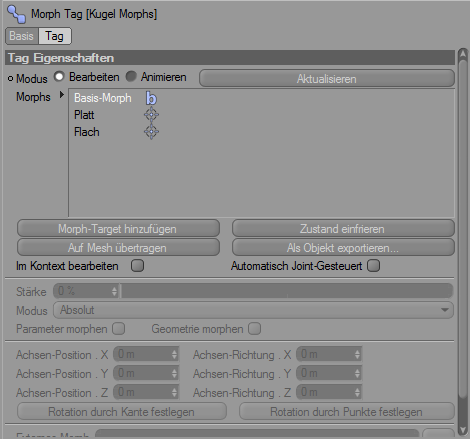 Morph Tag [Kugel Morphs]
Basis Tag
Tag Eigenschaften
Modus Bearbeiten Animieren Aktualisieren
Morphs Basis-Morph
Platt
Flach
Morph-Target hinzufügen Zustand einfrieren
Auf Mesh übertragen Als Objekt exportieren...
Im Kontext bearbeiten Automatisch Joint-Gesteuert
Stärke 0 %
Modus Absolut
Parameter morphen Geometrie morphen
Achsen-Position . X 0 m Achsen-Richtung . X 0 m
Achsen-Position . Y 0 m Achsen-Richtung . Y 0 m
Achsen-Position . Z 0 m Achsen-Richtung . Z 0 m
Rotation durch Kante festlegen Rotation durch Punkte festlegen